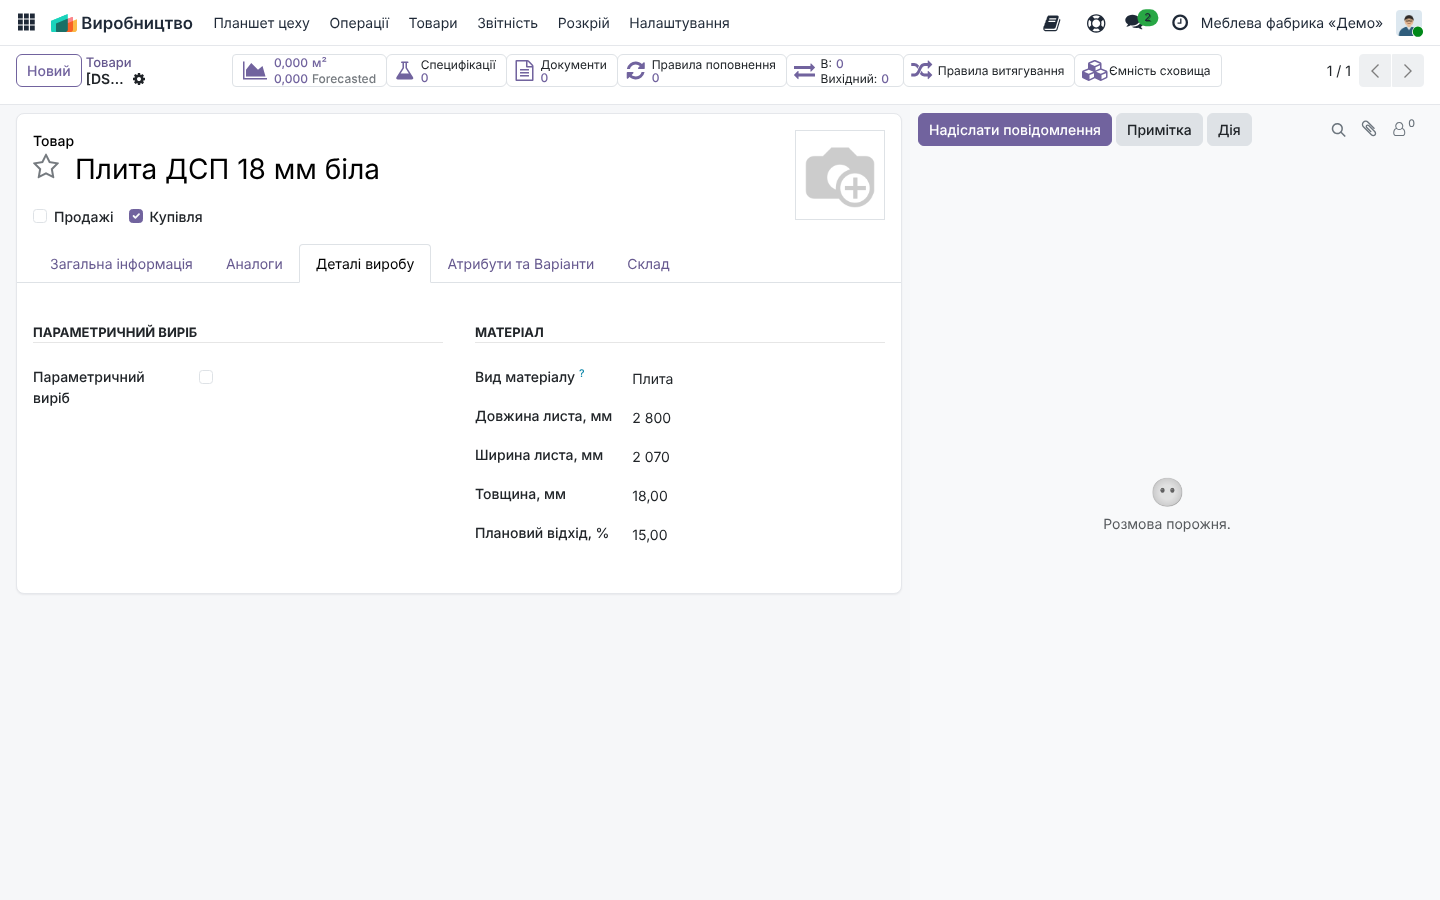 Виробництво
Планшет цеху
Операції
Товари
Звітність
Розкрій
Налаштування
2
Меблева фабрика «Демо»
Новий
Товари
[DS...
0,000 м²
0,000 Forecasted
Специфікації
0
Документи
0
Правила поповнення
0
В: 0
Вихідний: 0
Правила витягування
Ємність сховища
1 / 1
Товар
Плита ДСП 18 мм біла
Продажі
Купівля
Загальна інформація
Аналоги
Деталі виробу
Атрибути та Варіанти
Склад
ПАРАМЕТРИЧНИЙ ВИРІБ
Параметричний
виріб
МАТЕРІАЛ
Вид матеріалу ?
Плита
Довжина листа, мм
2 800
Ширина листа, мм
2 070
Товщина, мм
18,00
Плановий відхід, %
15,00
Надіслати повідомлення
Примітка
Дія
0
Розмова порожня.